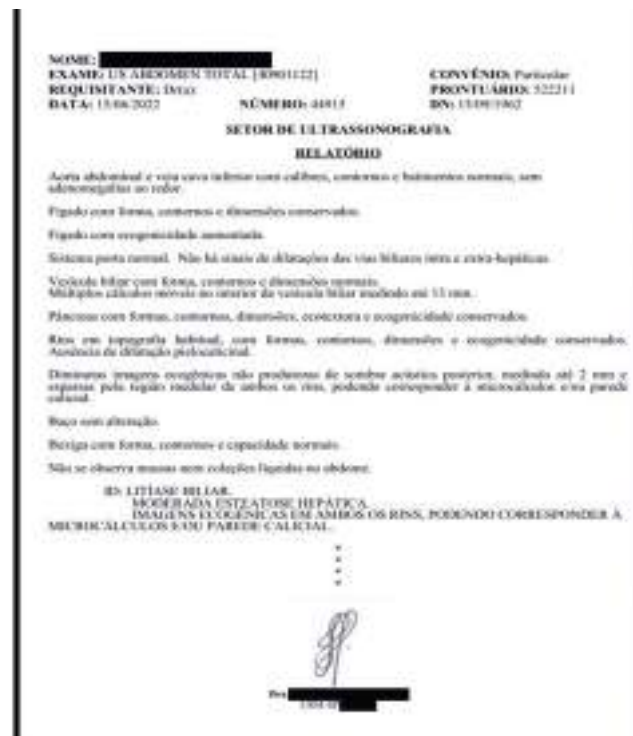 NOME:
EXAME: US ABDOMEN TOTAL [40901122] CONVÊNIO: Particular
REQUISITANTE: PRONTUÁRIO: 522211
DATA: 15/06/2022 NÚMERO: 44915 DN:
SETOR DE ULTRASSONOGRAFIA
RELATÓRIO
Aorta abdominal e veia cava inferior com calibres, contornos e batimentos normais, sem
adenomegalias ao redor.
Fígado com forma, contornos e dimensões conservados.
Fígado com ecogenicidade aumentada.
Sistema porta normal. Não há sinais de dilatações das vias biliares intra e extra-hepáticas.
Vesícula biliar com forma, contornos e dimensões normais.
Múltiplos cálculos móveis no interior da vesícula biliar medindo até 13 mm.
Pâncreas com formas, contornos, dimensões, ecotextura e ecogenicidade conservados.
Rins em topografia habitual, com formas, contornos, dimensões e ecogenicidade conservados.
Ausência de dilatação pielocalicinal.
Diminutas imagens ecogênicas não produtoras de sombra acústica posterior, medindo até 2 mm e
esparsas pela região medular de ambos os rins, podendo corresponder à microcálculos e/ou parede
calicial.
Baço sem alteração.
Bexiga com forma, contornos e capacidade normais.
Não se observa massas nem coleções líquidas no abdome.
LITÍASE BILIAR.
MODERADA ESTEATOSE HEPÁTICA.
IMAGENS ECOGÊNICAS EM AMBOS OS RINS, PODENDO CORRESPONDER À
MICROCÁLCULOS E/OU PAREDE CALICIAL.
*
*
*
*